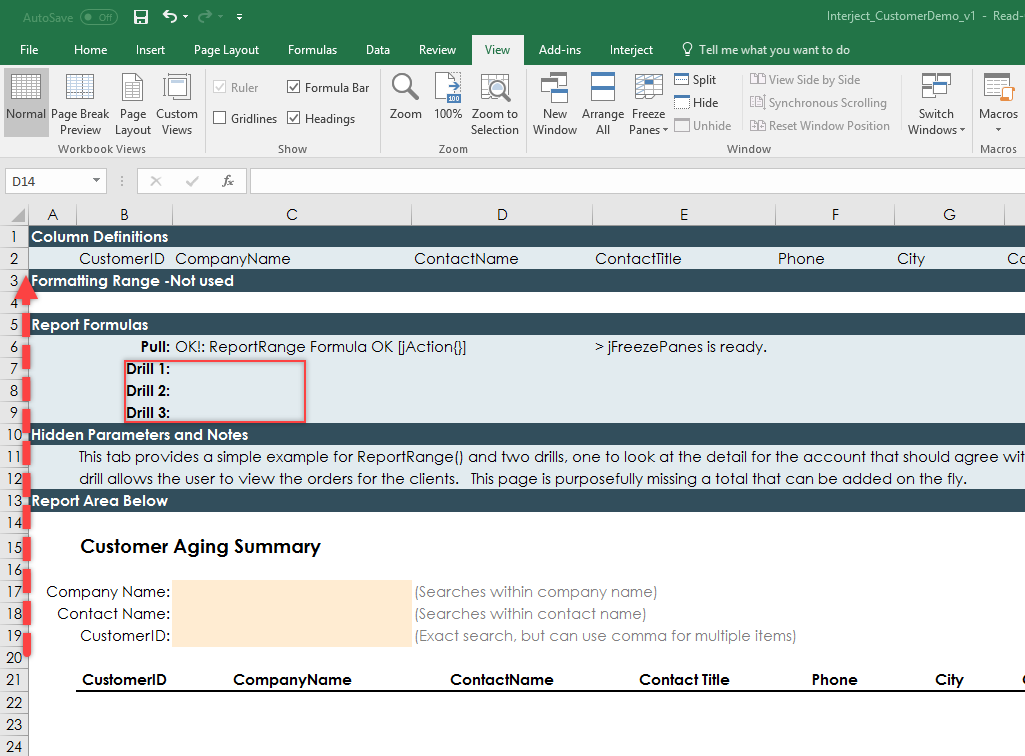 AutoSave Off Interject_CustomerDemo_v1 - Read-
File Home Insert Page Layout Formulas Data Review View Add-ins Interject Tell me what you want to do
Normal Page Break Preview Page Layout Custom Views
Workbook Views
Ruler Formula Bar
Gridlines Headings
Show
Zoom 100% Zoom to Selection
100
Zoom
New Window Arrange All Freeze Panes
Split
Hide
Unhide
View Side by Side
Synchronous Scrolling
Reset Window Position
Window
Switch Windows
Macros
Macros
D14 fx
A B C D E F G
1 Column Definitions
2 CustomerID CompanyName ContactName ContactTitle Phone City Co
3 Formatting Range -Not used
4
5 Report Formulas
6 Pull: OK!: ReportRange Formula OK [jAction{}] > jFreezePanes is ready.
7 Drill 1:
8 Drill 2:
9 Drill 3:
10 Hidden Parameters and Notes
11 This tab provides a simple example for ReportRange() and two drills, one to look at the detail for the account that should agree wit
12 drill allows the user to view the orders for the clients. This page is purposefully missing a total that can be added on the fly.
13 Report Area Below
14
15 Customer Aging Summary
16
17 Company Name: (Searches within company name)
18 Contact Name: (Searches within contact name)
19 CustomerID: (Exact search, but can use comma for multiple items)
20
21 CustomerID CompanyName ContactName Contact Title Phone City
22
23
24